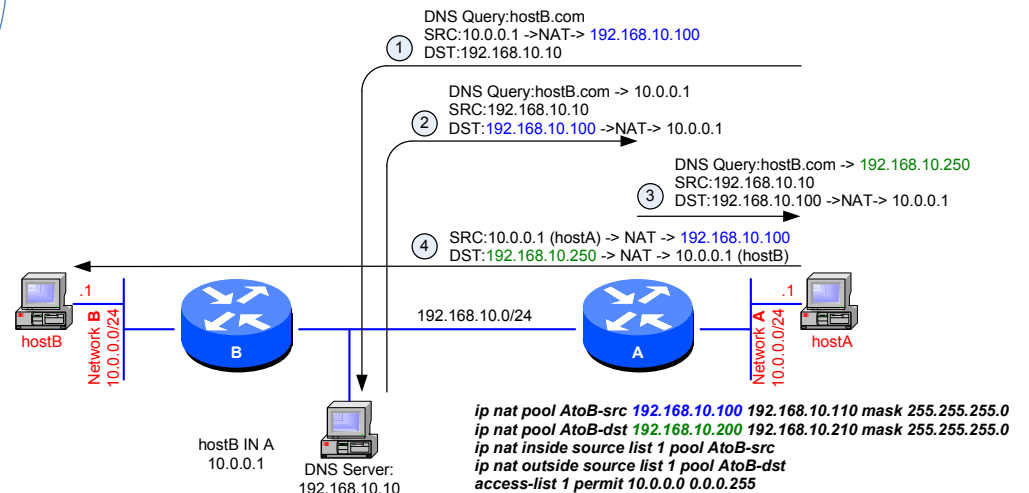 DNS Query:hostB.com
SRC:10.0.0.1 ->NAT-> 192.168.10.100
1
DST:192.168.10.10
DNS Query:hostB.com -> 10.0.0.1
SRC:192.168.10.10
2
DST:192.168.10.100 ->NAT-> 10.0.0.1
DNS Query:hostB.com -> 192.168.10.250
SRC:192.168.10.10
3
DST:192.168.10.100 ->NAT-> 10.0.0.1
4
SRC:10.0.0.1 (hostA) -> NAT -> 192.168.10.100
DST:192.168.10.250 -> NAT -> 10.0.0.1 (hostB)
.1
hostB
Network B
10.0.0.0/24
B
192.168.10.0/24
A
Network A
10.0.0.0/24
.1
hostA
hostB IN A
10.0.0.1
DNS Server:
192.168.10.10
ip nat pool AtoB-src 192.168.10.100 192.168.10.110 mask 255.255.255.0
ip nat pool AtoB-dst 192.168.10.200 192.168.10.210 mask 255.255.255.0
ip nat inside source list 1 pool AtoB-src
ip nat outside source list 1 pool AtoB-dst
access-list 1 permit 10.0.0.0 0.0.0.255